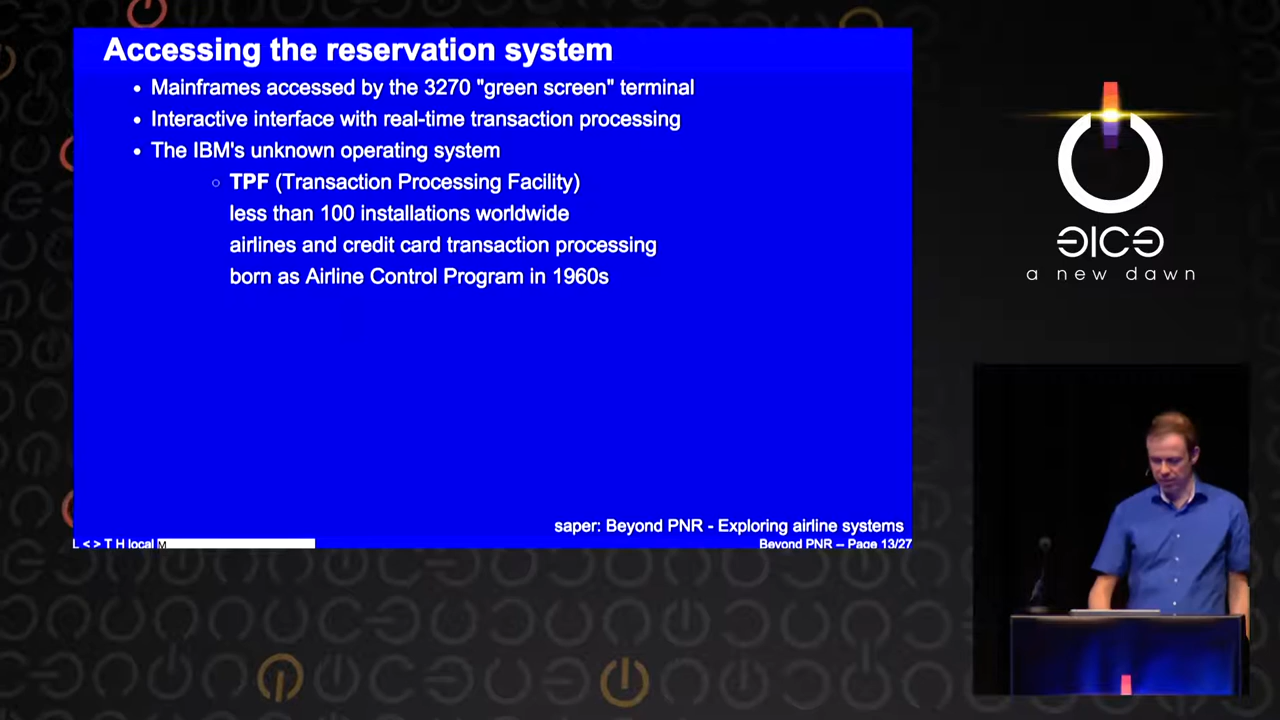 Accessing the reservation system
• Mainframes accessed by the 3270 "green screen" terminal
• Interactive interface with real-time transaction processing
• The IBM's unknown operating system
○ TPF (Transaction Processing Facility)
less than 100 installations worldwide
airlines and credit card transaction processing
born as Airline Control Program in 1960s
saper: Beyond PNR - Exploring airline systems
L < > T H local M
Beyond PNR -- Page 13/27
a new dawn